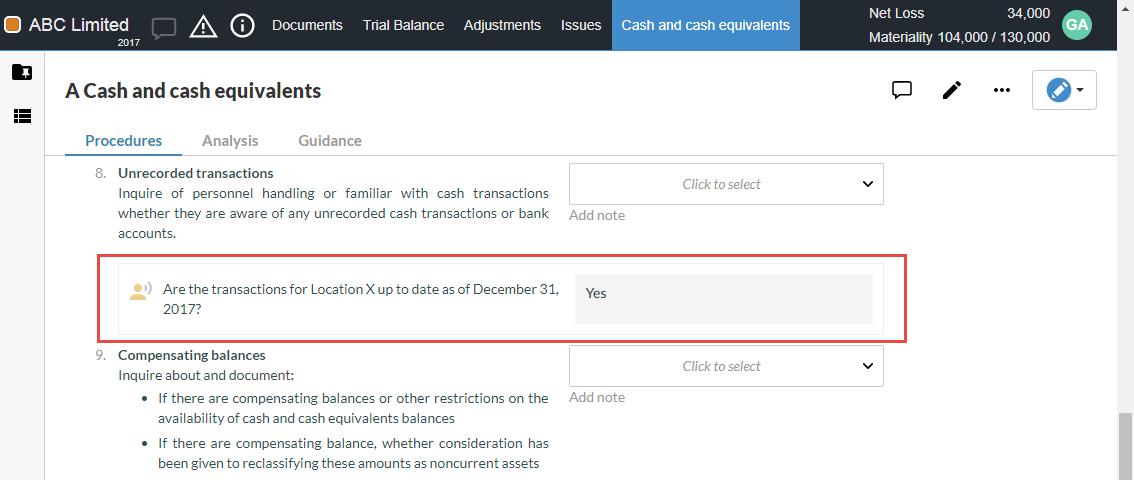 ABC Limited
2017
Documents
Trial Balance
Adjustments
Issues
Cash and cash equivalents
Net Loss 34,000
Materiality 104,000 / 130,000
GA
A Cash and cash equivalents
Procedures
Analysis
Guidance
8. Unrecorded transactions
Inquire of personnel handling or familiar with cash transactions
whether they are aware of any unrecorded cash transactions or bank
accounts.
Click to select
Add note
Are the transactions for Location X up to date as of December 31,
2017?
Yes
9. Compensating balances
Inquire about and document:
• If there are compensating balances or other restrictions on the
availability of cash and cash equivalents balances
• If there are compensating balance, whether consideration has
been given to reclassifying these amounts as noncurrent assets
Click to select
Add note